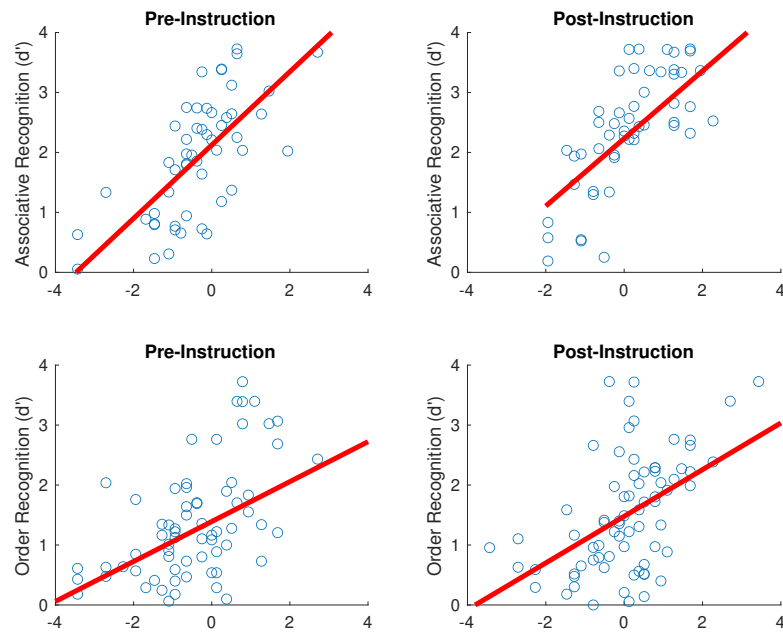 Pre-Instruction
Associative Recognition (d')
4
3
2
1
0
-4 -2 0 2 4
Post-Instruction
Associative Recognition (d')
4
3
2
1
0
-4 -2 0 2 4
Pre-Instruction
Order Recognition (d')
4
3
2
1
0
-4 -2 0 2 4
Post-Instruction
Order Recognition (d')
4
3
2
1
0
-4 -2 0 2 4